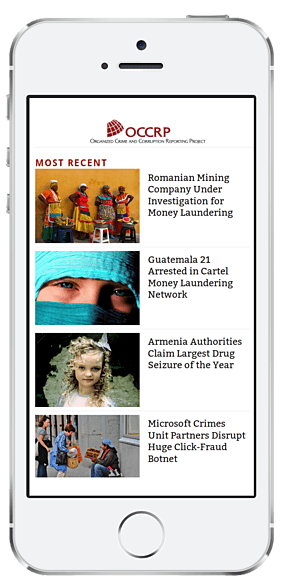 OCCRP
Organized Crime and Corruption Reporting Project
MOST RECENT
Romanian Mining
Company Under
Investigation for
Money Laundering
Guatemala 21
Arrested in Cartel
Money Laundering
Network
Armenia Authorities
Claim Largest Drug
Seizure of the Year
Microsoft Crimes
Unit Partners Disrupt
Huge Click-Fraud
Botnet